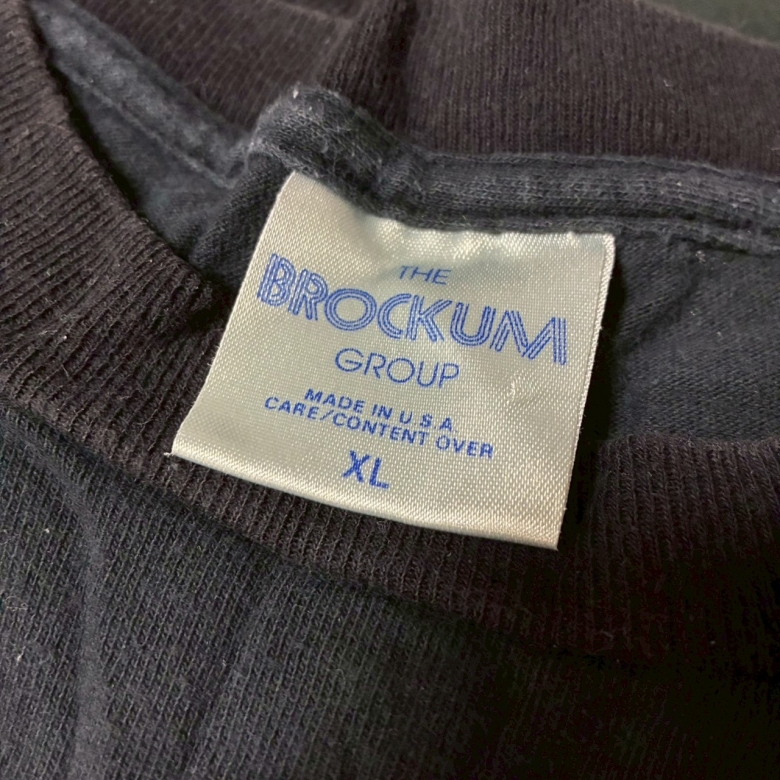 THE
BROCKUM
GROUP
MADE IN U.S.A.
CARE/CONTENT OVER
XL